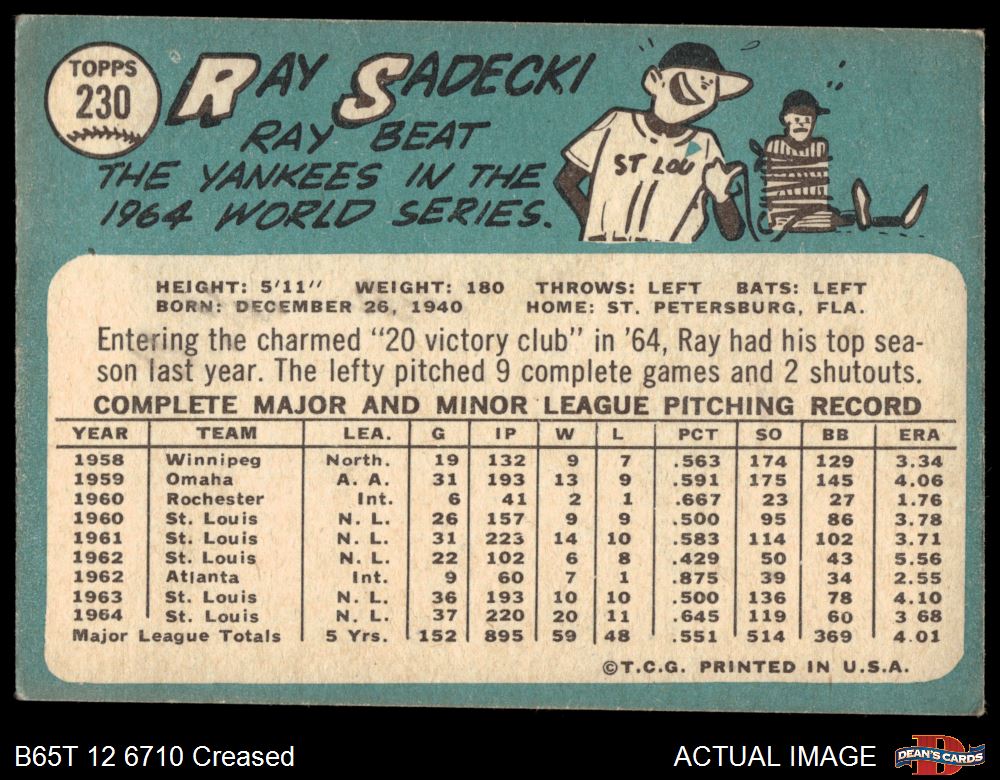 TOPPS
230
RAY SADECKI
RAY BEAT
THE YANKEES IN THE
1964 WORLD SERIES.
ST LOU
HEIGHT: 5'11" WEIGHT: 180 THROWS: LEFT BATS: LEFT
BORN: DECEMBER 26, 1940 HOME: ST. PETERSBURG, FLA.
Entering the charmed "20 victory club" in '64, Ray had his top sea-
son last year. The lefty pitched 9 complete games and 2 shutouts.
COMPLETE MAJOR AND MINOR LEAGUE PITCHING RECORD
YEAR TEAM LEA. G IP W L PCT SO BB ERA
1958 Winnipeg North. 19 132 9 7 .563 174 129 3.34
1959 Omaha A. A. 31 193 13 9 .591 175 145 4.06
1960 Rochester Int. 6 41 2 1 .667 23 27 1.76
1960 St. Louis N. L. 26 157 9 9 .500 95 86 3.78
1961 St. Louis N. L. 31 223 14 10 .583 114 102 3.71
1962 St. Louis N. L. 22 102 6 8 .429 50 43 5.56
1962 Atlanta Int. 9 60 7 1 .875 39 34 2.55
1963 St. Louis N. L. 36 193 10 10 .500 136 78 4.10
1964 St. Louis N. L. 37 220 20 11 .645 119 60 3 68
Major League Totals 5 Yrs. 152 895 59 48 .551 514 369 4.01
©T.C.G. PRINTED IN U.S.A.
B65T 12 6710 Creased ACTUAL IMAGE DEAN'S CARDS